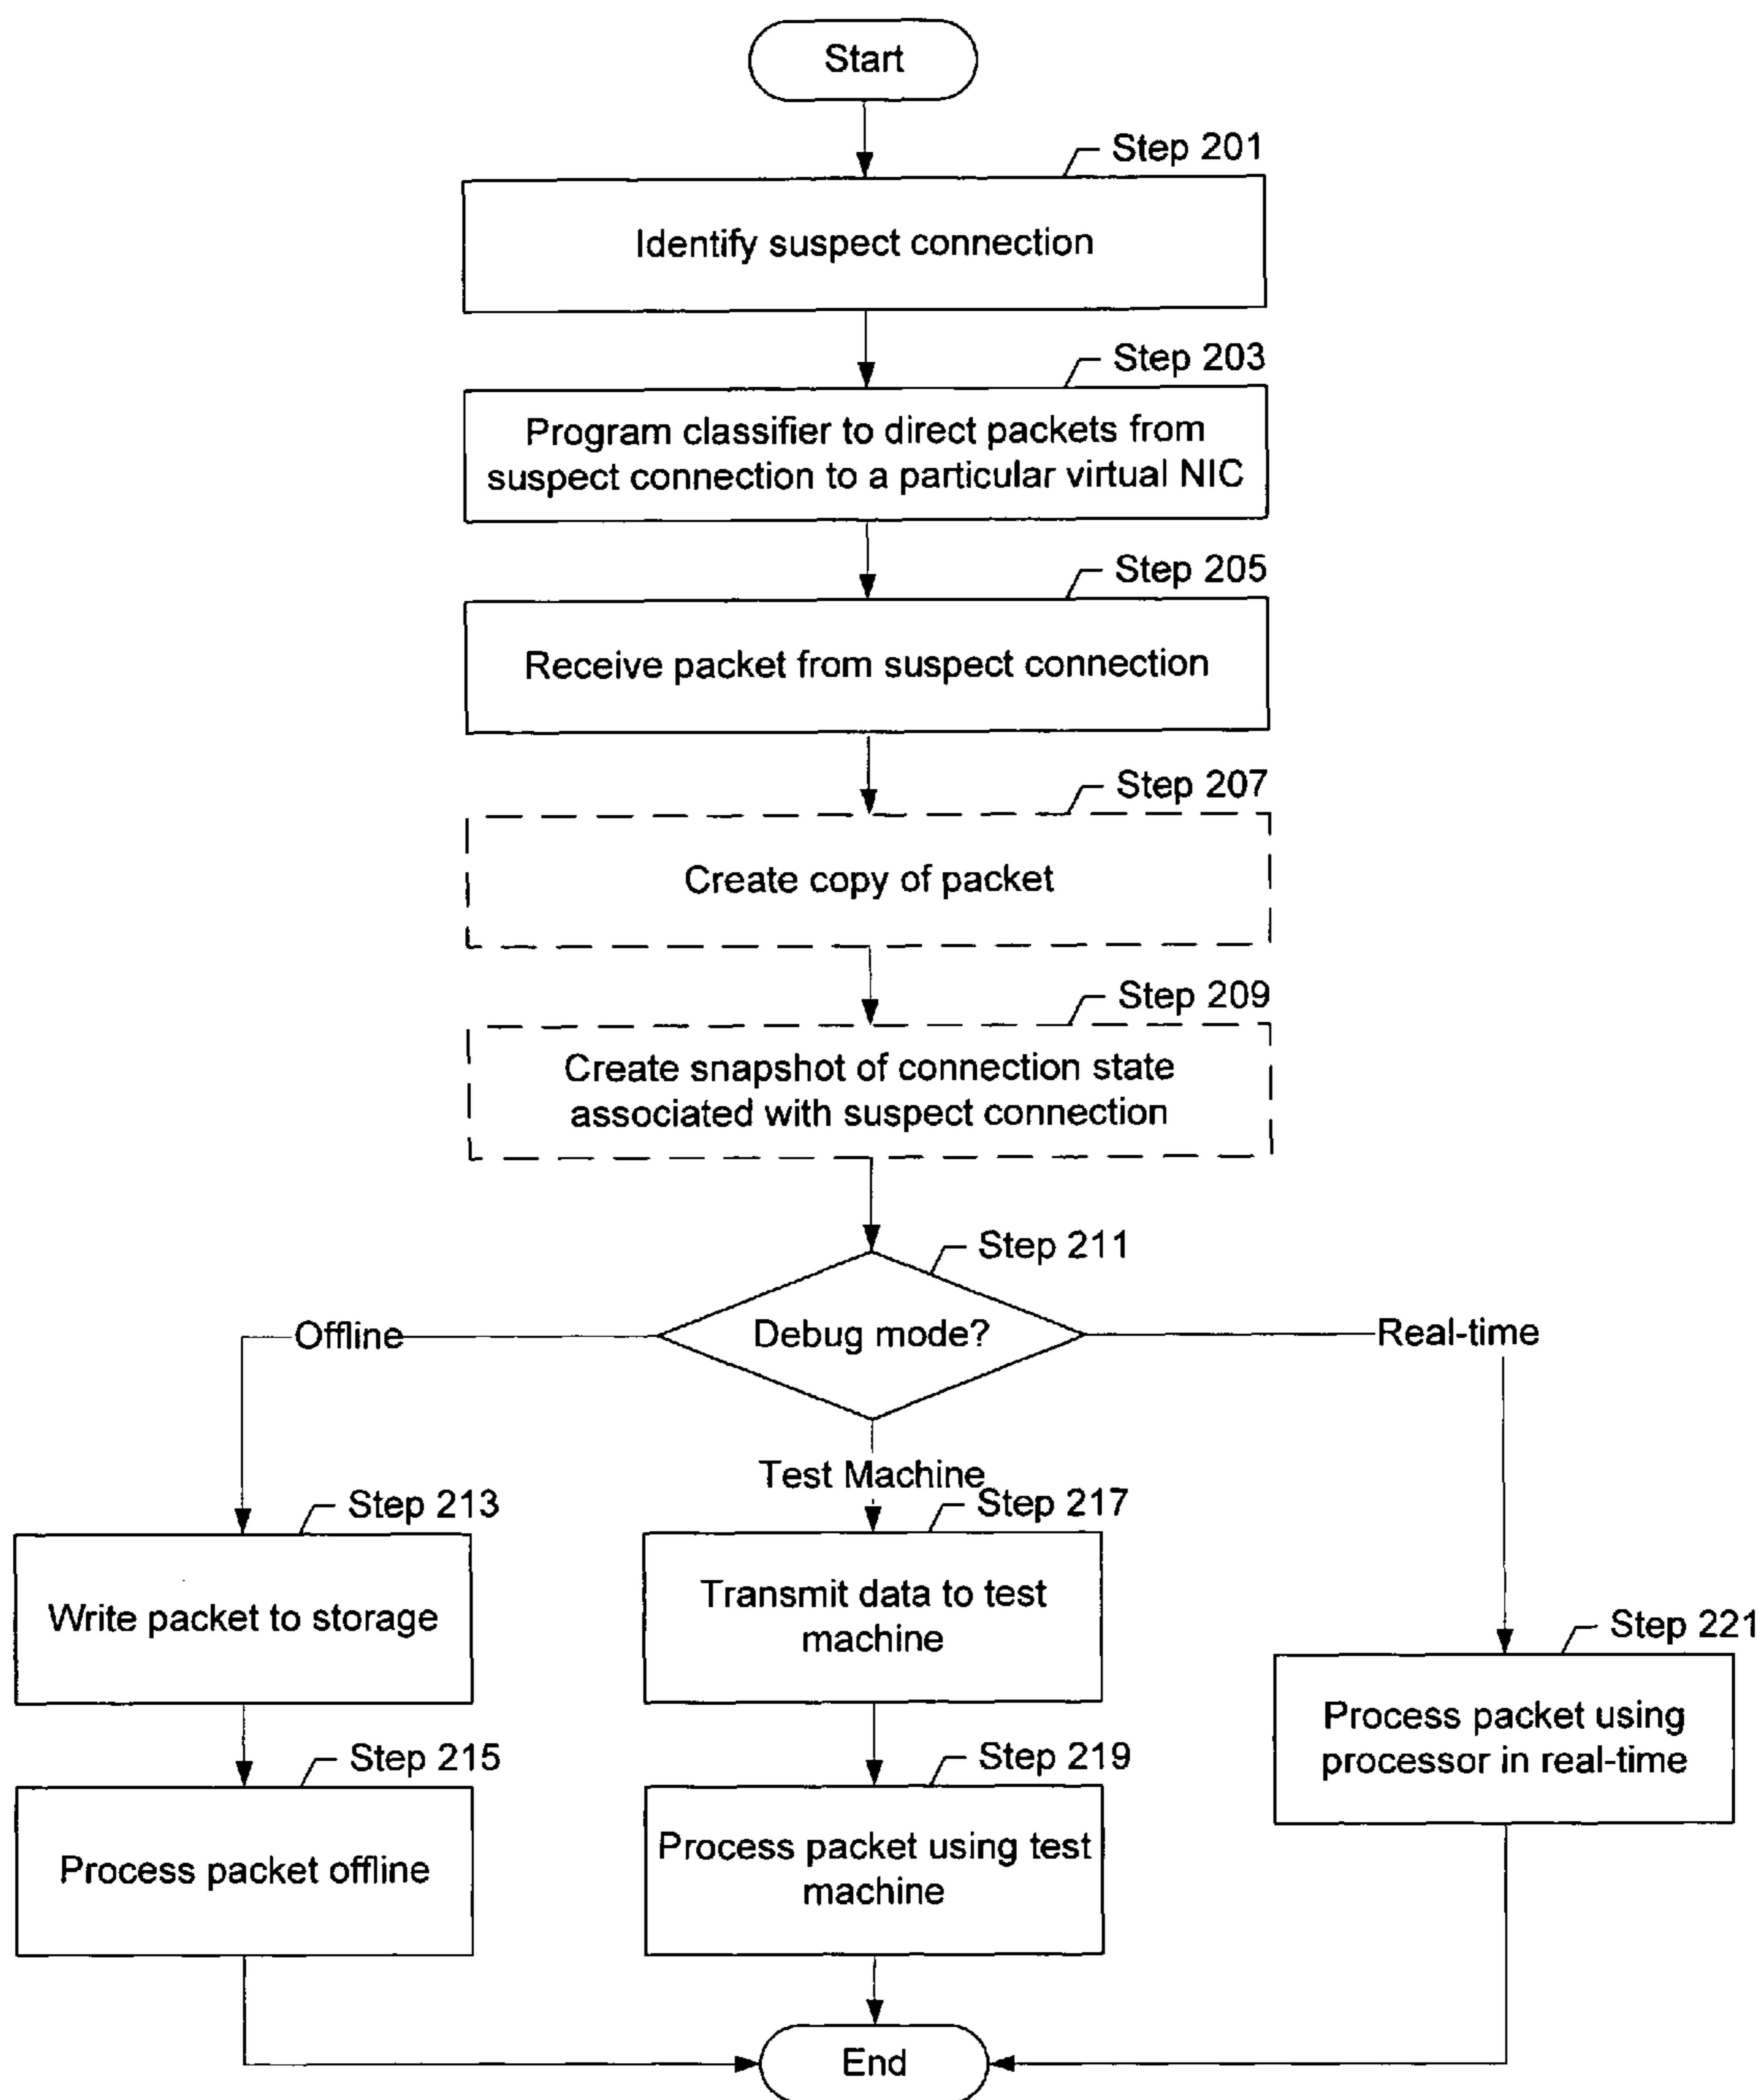 Start
Step 201
Identify suspect connection
Step 203
Program classifier to direct packets from
suspect connection to a particular virtual NIC
Step 205
Receive packet from suspect connection
Step 207
Create copy of packet
Step 209
Create snapshot of connection state
associated with suspect connection
Step 211
Debug mode?
Offline
Real-time
Test Machine
Step 213
Write packet to storage
Step 217
Transmit data to test
machine
Step 221
Process packet using
processor in real-time
Step 215
Process packet offline
Step 219
Process packet using test
machine
End